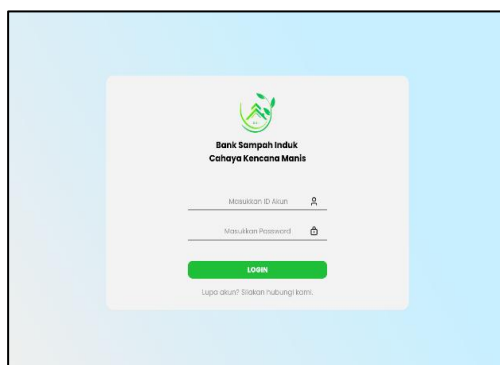 Bank Sampah Induk
Cahaya Kencana Manis
Masukkan ID Akun
Masukkan Password
LOGIN
Lupa akun? Silakan hubungi kami.